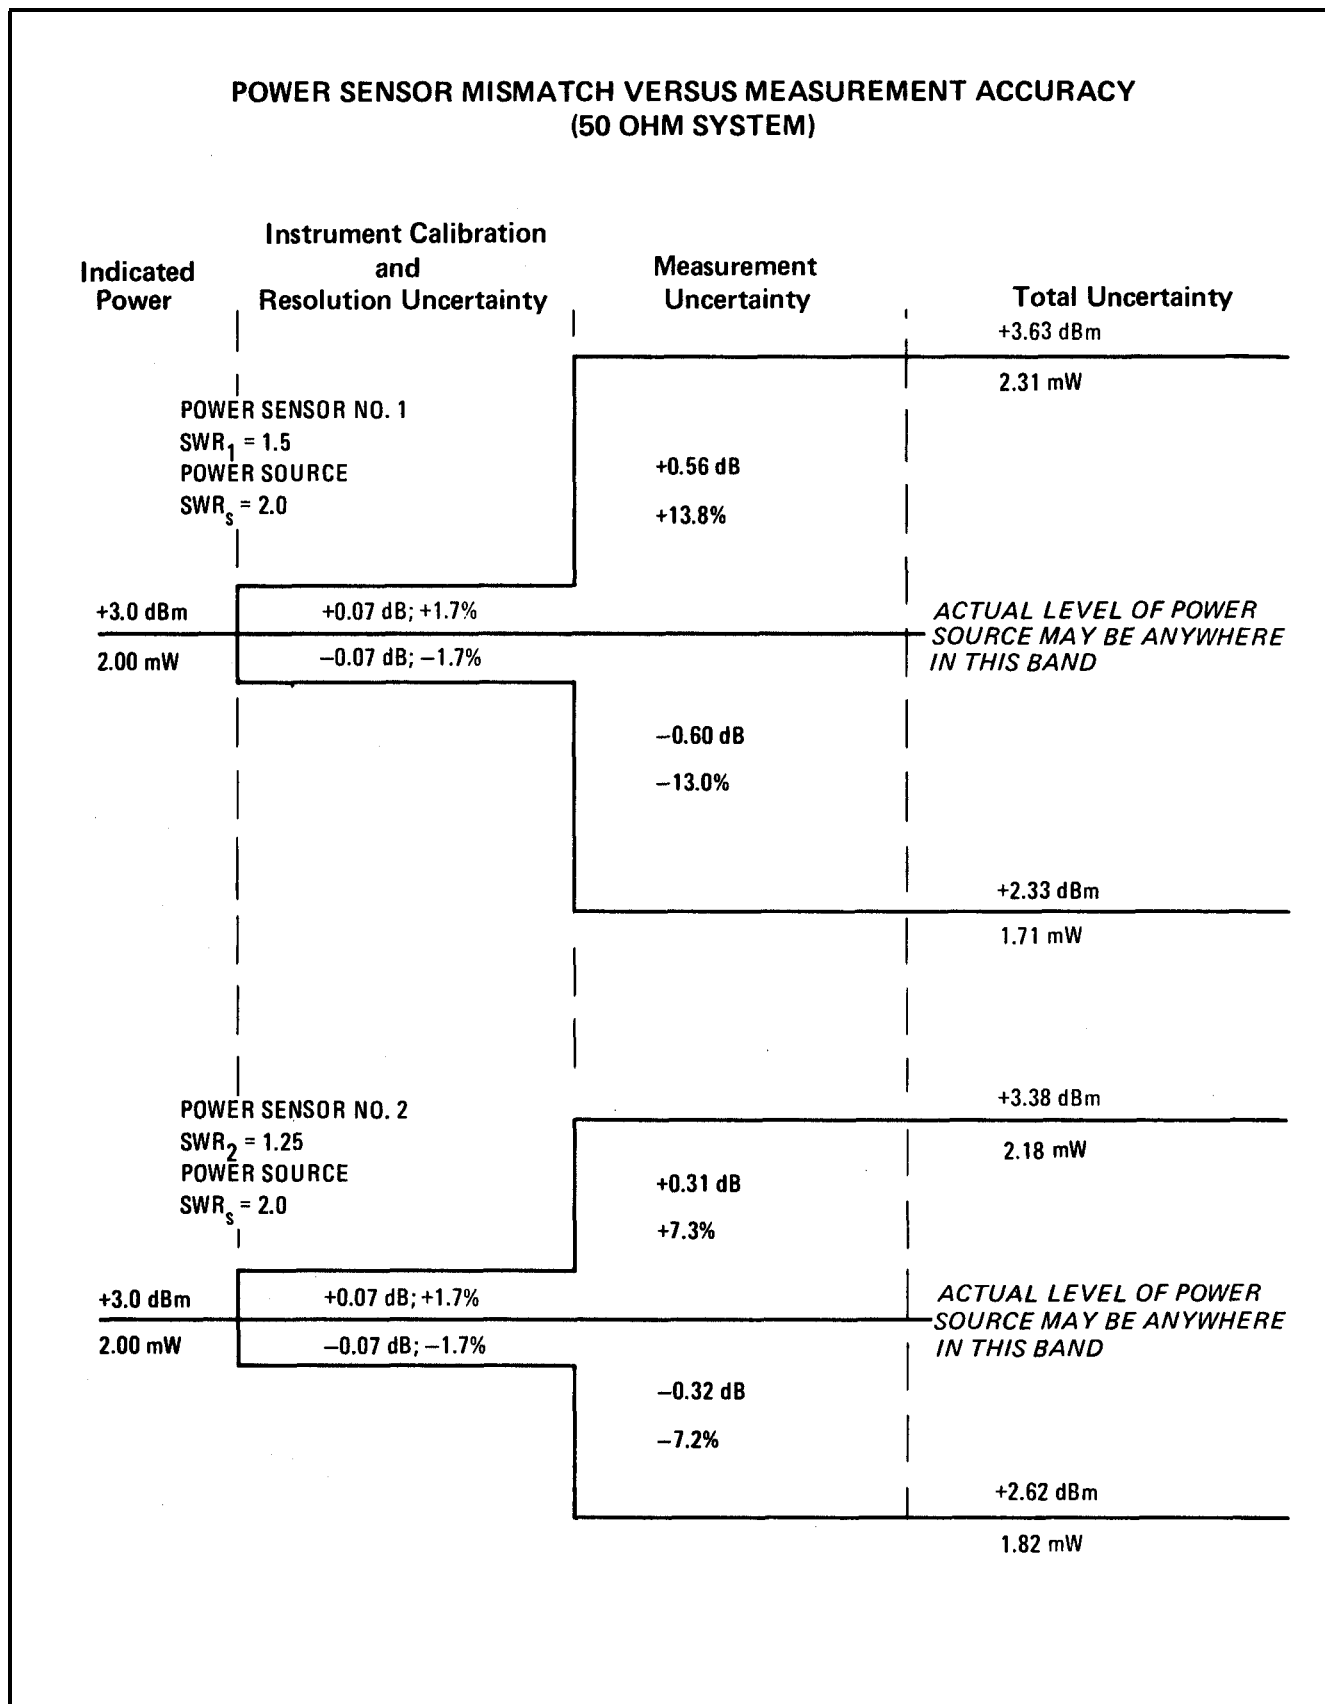 POWER SENSOR MISMATCH VERSUS MEASUREMENT ACCURACY
(50 OHM SYSTEM)
Indicated
Power
Instrument Calibration
and
Resolution Uncertainty
Measurement
Uncertainty
Total Uncertainty
+3.63 dBm
2.31 mW
POWER SENSOR NO. 1
SWR1 = 1.5
POWER SOURCE
SWRs = 2.0
+0.56 dB
+13.8%
+3.0 dBm
2.00 mW
+0.07 dB; +1.7%
−0.07 dB; −1.7%
ACTUAL LEVEL OF POWER
SOURCE MAY BE ANYWHERE
IN THIS BAND
−0.60 dB
−13.0%
+2.33 dBm
1.71 mW
+3.38 dBm
2.18 mW
POWER SENSOR NO. 2
SWR2 = 1.25
POWER SOURCE
SWRs = 2.0
+0.31 dB
+7.3%
+3.0 dBm
2.00 mW
+0.07 dB; +1.7%
−0.07 dB; −1.7%
ACTUAL LEVEL OF POWER
SOURCE MAY BE ANYWHERE
IN THIS BAND
−0.32 dB
−7.2%
+2.62 dBm
1.82 mW